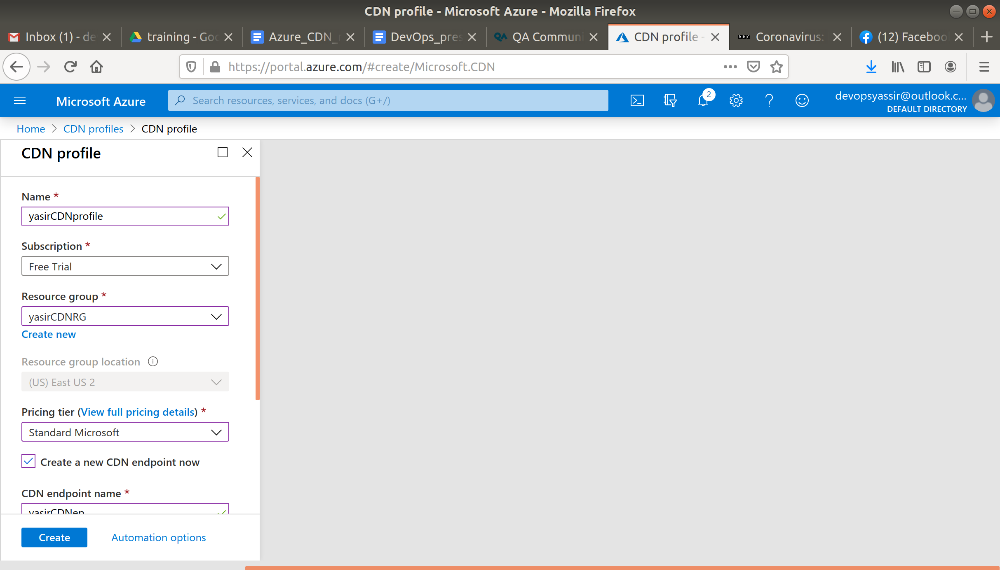 CDN profile - Microsoft Azure - Mozilla Firefox
Inbox (1) - de training - Goo Azure_CDN_ DevOps_pres QA Communi CDN profile - BBC Coronavirus: (12) Facebook
https://portal.azure.com/#create/Microsoft.CDN
Microsoft Azure Search resources, services, and docs (G+/) 2 devopsyassir@outlook.c...
DEFAULT DIRECTORY
Home > CDN profiles > CDN profile
CDN profile
Name *
yasirCDNprofile
Subscription *
Free Trial
Resource group *
yasirCDNRG
Create new
Resource group location
(US) East US 2
Pricing tier (View full pricing details) *
Standard Microsoft
Create a new CDN endpoint now
CDN endpoint name *
yasirCDNep
Create Automation options